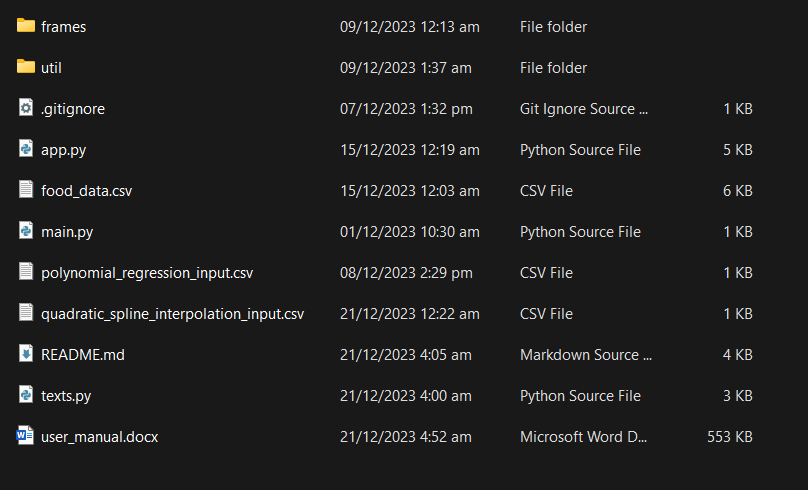 frames 09/12/2023 12:13 am File folder
util 09/12/2023 1:37 am File folder
.gitignore 07/12/2023 1:32 pm Git Ignore Source ... 1 KB
app.py 15/12/2023 12:19 am Python Source File 5 KB
food_data.csv 15/12/2023 12:03 am CSV File 6 KB
main.py 01/12/2023 10:30 am Python Source File 1 KB
polynomial_regression_input.csv 08/12/2023 2:29 pm CSV File 1 KB
quadratic_spline_interpolation_input.csv 21/12/2023 12:22 am CSV File 1 KB
README.md 21/12/2023 4:05 am Markdown Source ... 4 KB
texts.py 21/12/2023 4:00 am Python Source File 3 KB
user_manual.docx 21/12/2023 4:52 am Microsoft Word D... 553 KB